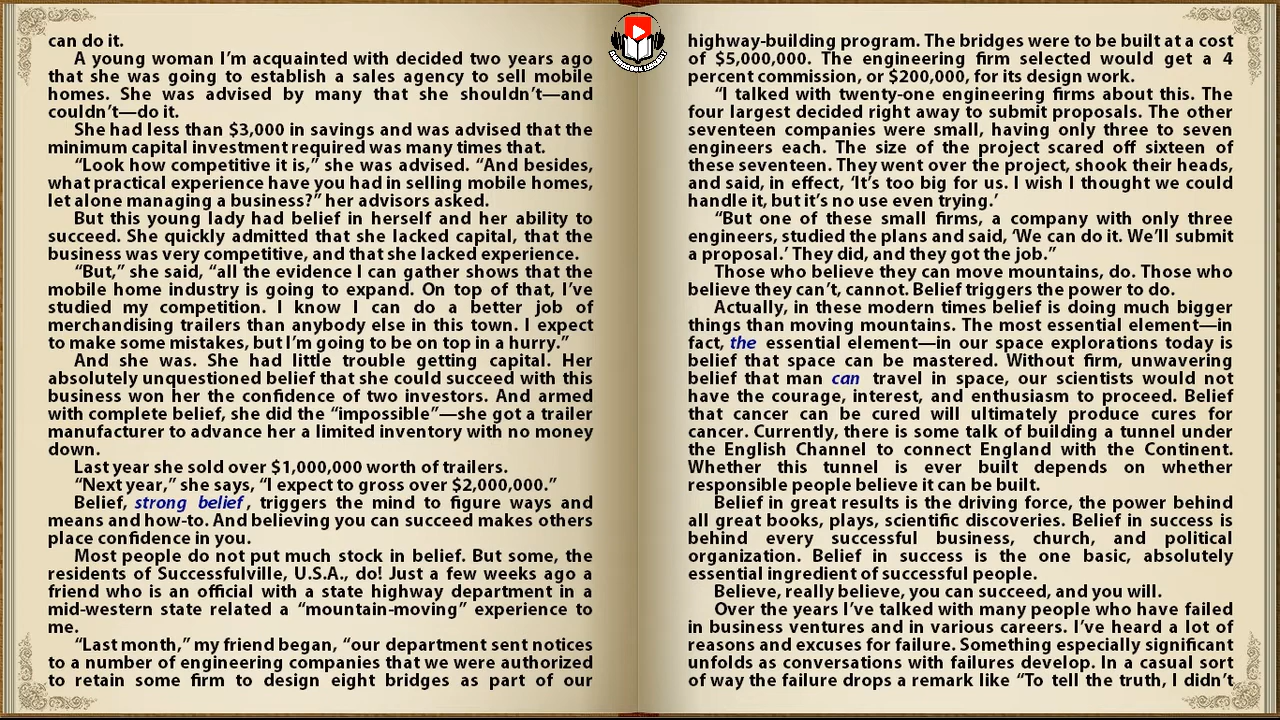 can do it.
A young woman I’m acquainted with decided two years ago
that she was going to establish a sales agency to sell mobile
homes. She was advised by many that she shouldn’t—and
couldn’t—do it.
She had less than $3,000 in savings and was advised that the
minimum capital investment required was many times that.
“Look how competitive it is,” she was advised. “And besides,
what practical experience have you had in selling mobile homes,
let alone managing a business?” her advisors asked.
But this young lady had belief in herself and her ability to
succeed. She quickly admitted that she lacked capital, that the
business was very competitive, and that she lacked experience.
“But,” she said, “all the evidence I can gather shows that the
mobile home industry is going to expand. On top of that, I’ve
studied my competition. I know I can do a better job of
merchandising trailers than anybody else in this town. I expect
to make some mistakes, but I’m going to be on top in a hurry.”
And she was. She had little trouble getting capital. Her
absolutely unquestioned belief that she could succeed with this
business won her the confidence of two investors. And armed
with complete belief, she did the “impossible”—she got a trailer
manufacturer to advance her a limited inventory with no money
down.
Last year she sold over $1,000,000 worth of trailers.
“Next year,” she says, “I expect to gross over $2,000,000.”
Belief, strong belief, triggers the mind to figure ways and
means and how-to. And believing you can succeed makes others
place confidence in you.
Most people do not put much stock in belief. But some, the
residents of Successfulville, U.S.A., do! Just a few weeks ago a
friend who is an official with a state highway department in a
mid-western state related a “mountain-moving” experience to
me.
“Last month,” my friend began, “our department sent notices
to a number of engineering companies that we were authorized
to retain some firm to design eight bridges as part of our
highway-building program. The bridges were to be built at a cost
of $5,000,000. The engineering firm selected would get a 4
percent commission, or $200,000, for its design work.
“I talked with twenty-one engineering firms about this. The
four largest decided right away to submit proposals. The other
seventeen companies were small, having only three to seven
engineers each. The size of the project scared off sixteen of
these seventeen. They went over the project, shook their heads,
and said, in effect, ‘It’s too big for us. I wish I thought we could
handle it, but it’s no use even trying.’
“But one of these small firms, a company with only three
engineers, studied the plans and said, ‘We can do it. We’ll submit
a proposal.’ They did, and they got the job.”
Those who believe they can move mountains, do. Those who
believe they can’t, cannot. Belief triggers the power to do.
Actually, in these modern times belief is doing much bigger
things than moving mountains. The most essential element—in
fact, the essential element—in our space explorations today is
belief that space can be mastered. Without firm, unwavering
belief that man can travel in space, our scientists would not
have the courage, interest, and enthusiasm to proceed. Belief
that cancer can be cured will ultimately produce cures for
cancer. Currently, there is some talk of building a tunnel under
the English Channel to connect England with the Continent.
Whether this tunnel is ever built depends on whether
responsible people believe it can be built.
Belief in great results is the driving force, the power behind
all great books, plays, scientific discoveries. Belief in success is
behind every successful business, church, and political
organization. Belief in success is the one basic, absolutely
essential ingredient of successful people.
Believe, really believe, you can succeed, and you will.
Over the years I’ve talked with many people who have failed
in business ventures and in various careers. I’ve heard a lot of
reasons and excuses for failure. Something especially significant
unfolds as conversations with failures develop. In a casual sort
of way the failure drops a remark like “To tell the truth, I didn’t